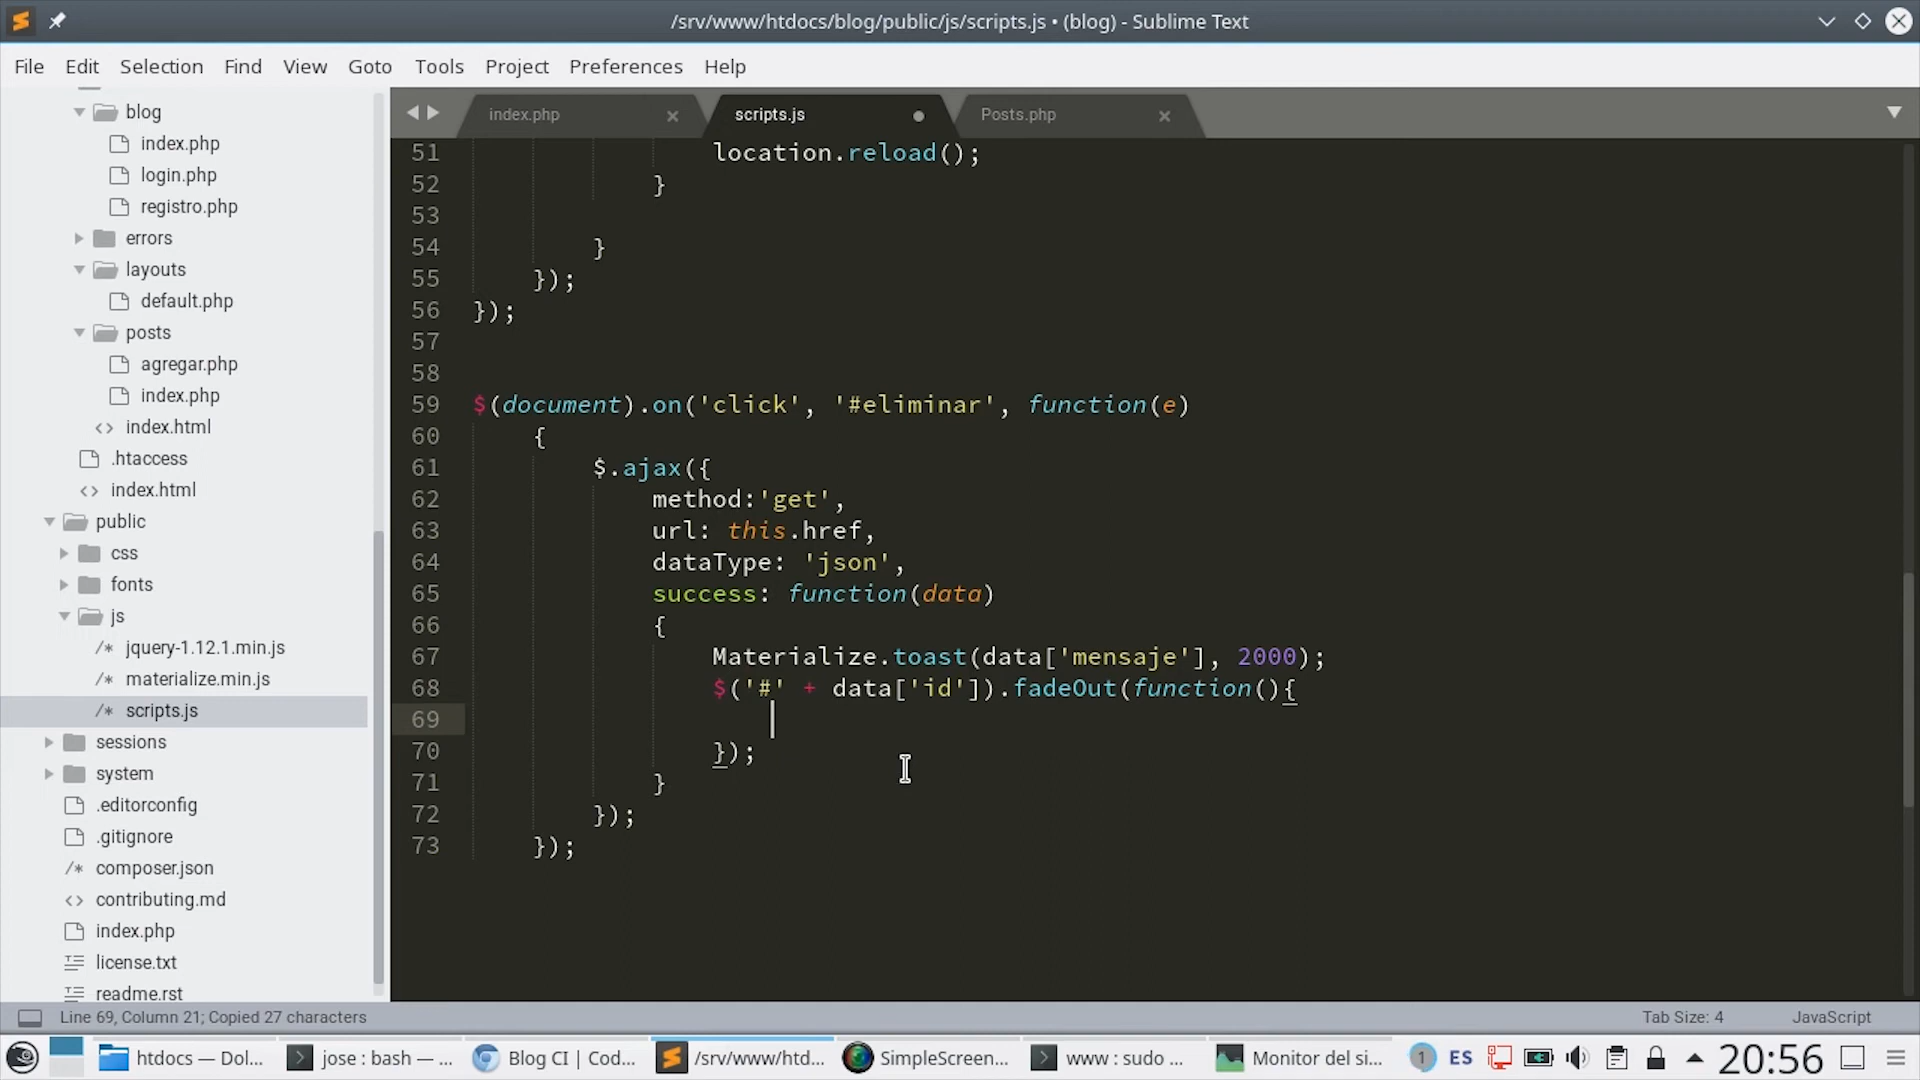 /srv/www/htdocs/blog/public/js/scripts.js • (blog) - Sublime Text
File Edit Selection Find View Goto Tools Project Preferences Help
blog
index.php
login.php
registro.php
errors
layouts
default.php
posts
agregar.php
index.php
<> index.html
.htaccess
<> index.html
public
css
fonts
js
/* jquery-1.12.1.min.js
/* materialize.min.js
/* scripts.js
sessions
system
.editorconfig
.gitignore
/* composer.json
<> contributing.md
index.php
license.txt
readme.rst
index.php × scripts.js • Posts.php ×
51 location.reload();
52 }
53
54 }
55 });
56 });
57
58
59 $(document).on('click', '#eliminar', function(e)
60 {
61 $.ajax({
62 method:'get',
63 url: this.href,
64 dataType: 'json',
65 success: function(data)
66 {
67 Materialize.toast(data['mensaje'], 2000);
68 $('#' + data['id']).fadeOut(function(){
69
70 });
71 }
72 });
73 });
Line 69, Column 21; Copied 27 characters Tab Size: 4 JavaScript
htdocs — Dol... jose : bash — ... Blog CI | Cod... /srv/www/htd... SimpleScreen... www : sudo ... Monitor del si... 1 ES 20:56